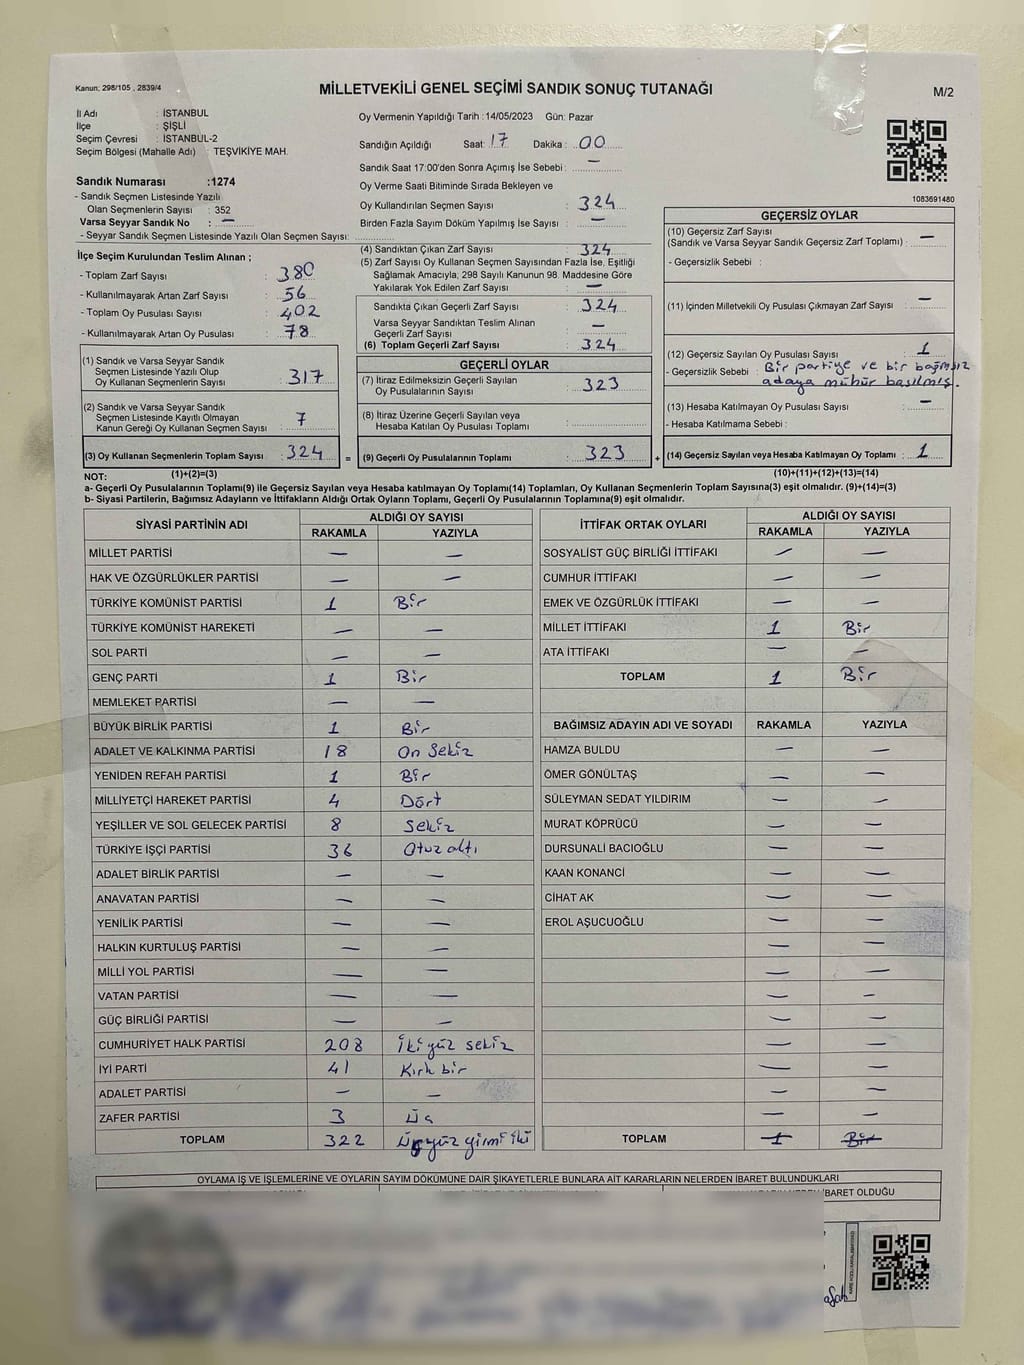 Kanun; 298/105 , 2839/4
MİLLETVEKİLİ GENEL SEÇİMİ SANDIK SONUÇ TUTANAĞI
M/2
İl Adı : İSTANBUL
İlçe : ŞİŞLİ
Seçim Çevresi : İSTANBUL-2
Seçim Bölgesi (Mahalle Adı) : TEŞVİKİYE MAH.
Sandık Numarası :1274
- Sandık Seçmen Listesinde Yazılı
Olan Seçmenlerin Sayısı : 352
Varsa Seyyar Sandık No : —
- Seyyar Sandık Seçmen Listesinde Yazılı Olan Seçmen Sayısı:
İlçe Seçim Kurulundan Teslim Alınan ;
- Toplam Zarf Sayısı : 380
- Kullanılmayarak Artan Zarf Sayısı : 56
- Toplam Oy Pusulası Sayısı : 402
- Kullanılmayarak Artan Oy Pusulası : 78
(1) Sandık ve Varsa Seyyar Sandık
Seçmen Listesinde Yazılı Olup
Oy Kullanan Seçmenlerin Sayısı : 317
(2) Sandık ve Varsa Seyyar Sandık
Seçmen Listesinde Kayıtlı Olmayan
Kanun Gereği Oy Kullanan Seçmen Sayısı : 7
(3) Oy Kullanan Seçmenlerin Toplam Sayısı : 324 =
Oy Vermenin Yapıldığı Tarih :14/05/2023 Gün: Pazar
Sandığın Açıldığı Saat: 17 Dakika : 00
Sandık Saat 17:00'den Sonra Açımış İse Sebebi : —
Oy Verme Saati Bitiminde Sırada Bekleyen ve
Oy Kullandırılan Seçmen Sayısı : 324
Birden Fazla Sayım Döküm Yapılmış İse Sayısı : —
(4) Sandıktan Çıkan Zarf Sayısı : 324
(5) Zarf Sayısı Oy Kullanan Seçmen Sayısından Fazla İse, Eşitliği
Sağlamak Amacıyla; 298 Sayılı Kanunun 98. Maddesine Göre
Yakılarak Yok Edilen Zarf Sayısı : —
Sandıkta Çıkan Geçerli Zarf Sayısı : 324
Varsa Seyyar Sandıktan Teslim Alınan
Geçerli Zarf Sayısı : —
(6) Toplam Geçerli Zarf Sayısı : 324
GEÇERLİ OYLAR
(7) İtiraz Edilmeksizin Geçerli Sayılan
Oy Pusulalarının Sayısı : 323
(8) İtiraz Üzerine Geçerli Sayılan veya
Hesaba Katılan Oy Pusulası Toplamı :
(9) Geçerli Oy Pusulalarının Toplamı : 323 +
1083691480
GEÇERSİZ OYLAR
(10) Geçersiz Zarf Sayısı
(Sandık ve Varsa Seyyar Sandık Geçersiz Zarf Toplamı) : —
- Geçersizlik Sebebi :
(11) İçinden Milletvekili Oy Pusulası Çıkmayan Zarf Sayısı : —
(12) Geçersiz Sayılan Oy Pusulası Sayısı : 1
- Geçersizlik Sebebi : Bir partiye ve bir bağımsız
adaya mühür basılmış.
(13) Hesaba Katılmayan Oy Pusulası Sayısı : —
- Hesaba Katılmama Sebebi :
(14) Geçersiz Sayılan veya Hesaba Katılmayan Oy Toplamı : 1
NOT: (1)+(2)=(3) (10)+(11)+(12)+(13)=(14)
a- Geçerli Oy Pusulalarının Toplamı(9) ile Geçersiz Sayılan veya Hesaba katılmayan Oy Toplamı(14) Toplamları, Oy Kullanan Seçmenlerin Toplam Sayısına(3) eşit olmalıdır. (9)+(14)=(3)
b- Siyasi Partilerin, Bağımsız Adayların ve İttifakların Aldığı Ortak Oyların Toplamı, Geçerli Oy Pusulalarının Toplamına(9) eşit olmalıdır.
SİYASİ PARTİNİN ADI ALDIĞI OY SAYISI
RAKAMLA YAZIYLA
MİLLET PARTİSİ — —
HAK VE ÖZGÜRLÜKLER PARTİSİ — —
TÜRKİYE KOMÜNİST PARTİSİ 1 Bir
TÜRKİYE KOMÜNİST HAREKETİ — —
SOL PARTİ — —
GENÇ PARTİ 1 Bir
MEMLEKET PARTİSİ — —
BÜYÜK BİRLİK PARTİSİ 1 Bir
ADALET VE KALKINMA PARTİSİ 18 On Sekiz
YENİDEN REFAH PARTİSİ 1 Bir
MİLLİYETÇİ HAREKET PARTİSİ 4 Dört
YEŞİLLER VE SOL GELECEK PARTİSİ 8 Sekiz
TÜRKİYE İŞÇİ PARTİSİ 36 Otuz altı
ADALET BİRLİK PARTİSİ — —
ANAVATAN PARTİSİ — —
YENİLİK PARTİSİ — —
HALKIN KURTULUŞ PARTİSİ — —
MİLLİ YOL PARTİSİ — —
VATAN PARTİSİ — —
GÜÇ BİRLİĞİ PARTİSİ — —
CUMHURİYET HALK PARTİSİ 208 iki yüz sekiz
İYİ PARTİ 41 Kırk bir
ADALET PARTİSİ — —
ZAFER PARTİSİ 3 Üç
TOPLAM 322 Üçyüz yirmi iki
İTTİFAK ORTAK OYLARI ALDIĞI OY SAYISI
RAKAMLA YAZIYLA
SOSYALİST GÜÇ BİRLİĞİ İTTİFAKI — —
CUMHUR İTTİFAKI — —
EMEK VE ÖZGÜRLÜK İTTİFAKI — —
MİLLET İTTİFAKI 1 Bir
ATA İTTİFAKI — —
TOPLAM 1 Bir
BAĞIMSIZ ADAYIN ADI VE SOYADI RAKAMLA YAZIYLA
HAMZA BULDU — —
ÖMER GÖNÜLTAŞ — —
SÜLEYMAN SEDAT YILDIRIM — —
MURAT KÖPRÜCÜ — —
DURSUNALİ BACIOĞLU — —
KAAN KONANCİ — —
CİHAT AK — —
EROL AŞUCUOĞLU — —
— —
— —
— —
— —
— —
— —
— —
— —
TOPLAM 1 Bir
OYLAMA İŞ VE İŞLEMLERİNE VE OYLARIN SAYIM DÖKÜMÜNE DAİR ŞİKAYETLERLE BUNLARA AİT KARARLARIN NELERDEN İBARET BULUNDUKLARI
İBARET OLDUĞU